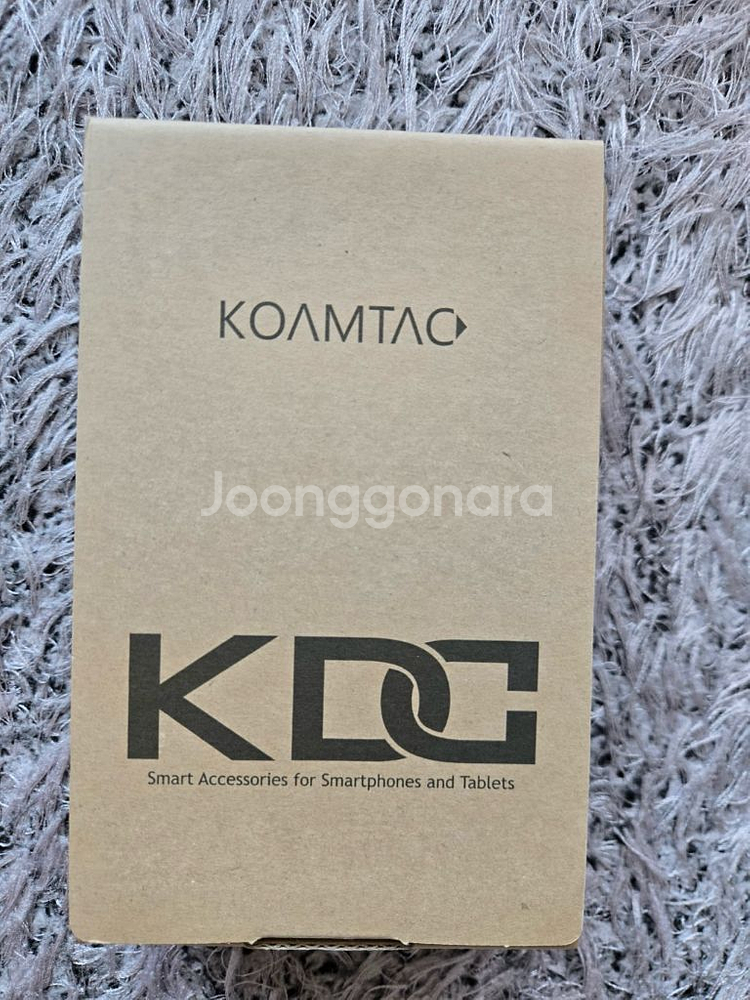 KOAMTAC
Joonggonara
KDC
Smart Accessories for Smartphones and Tablets